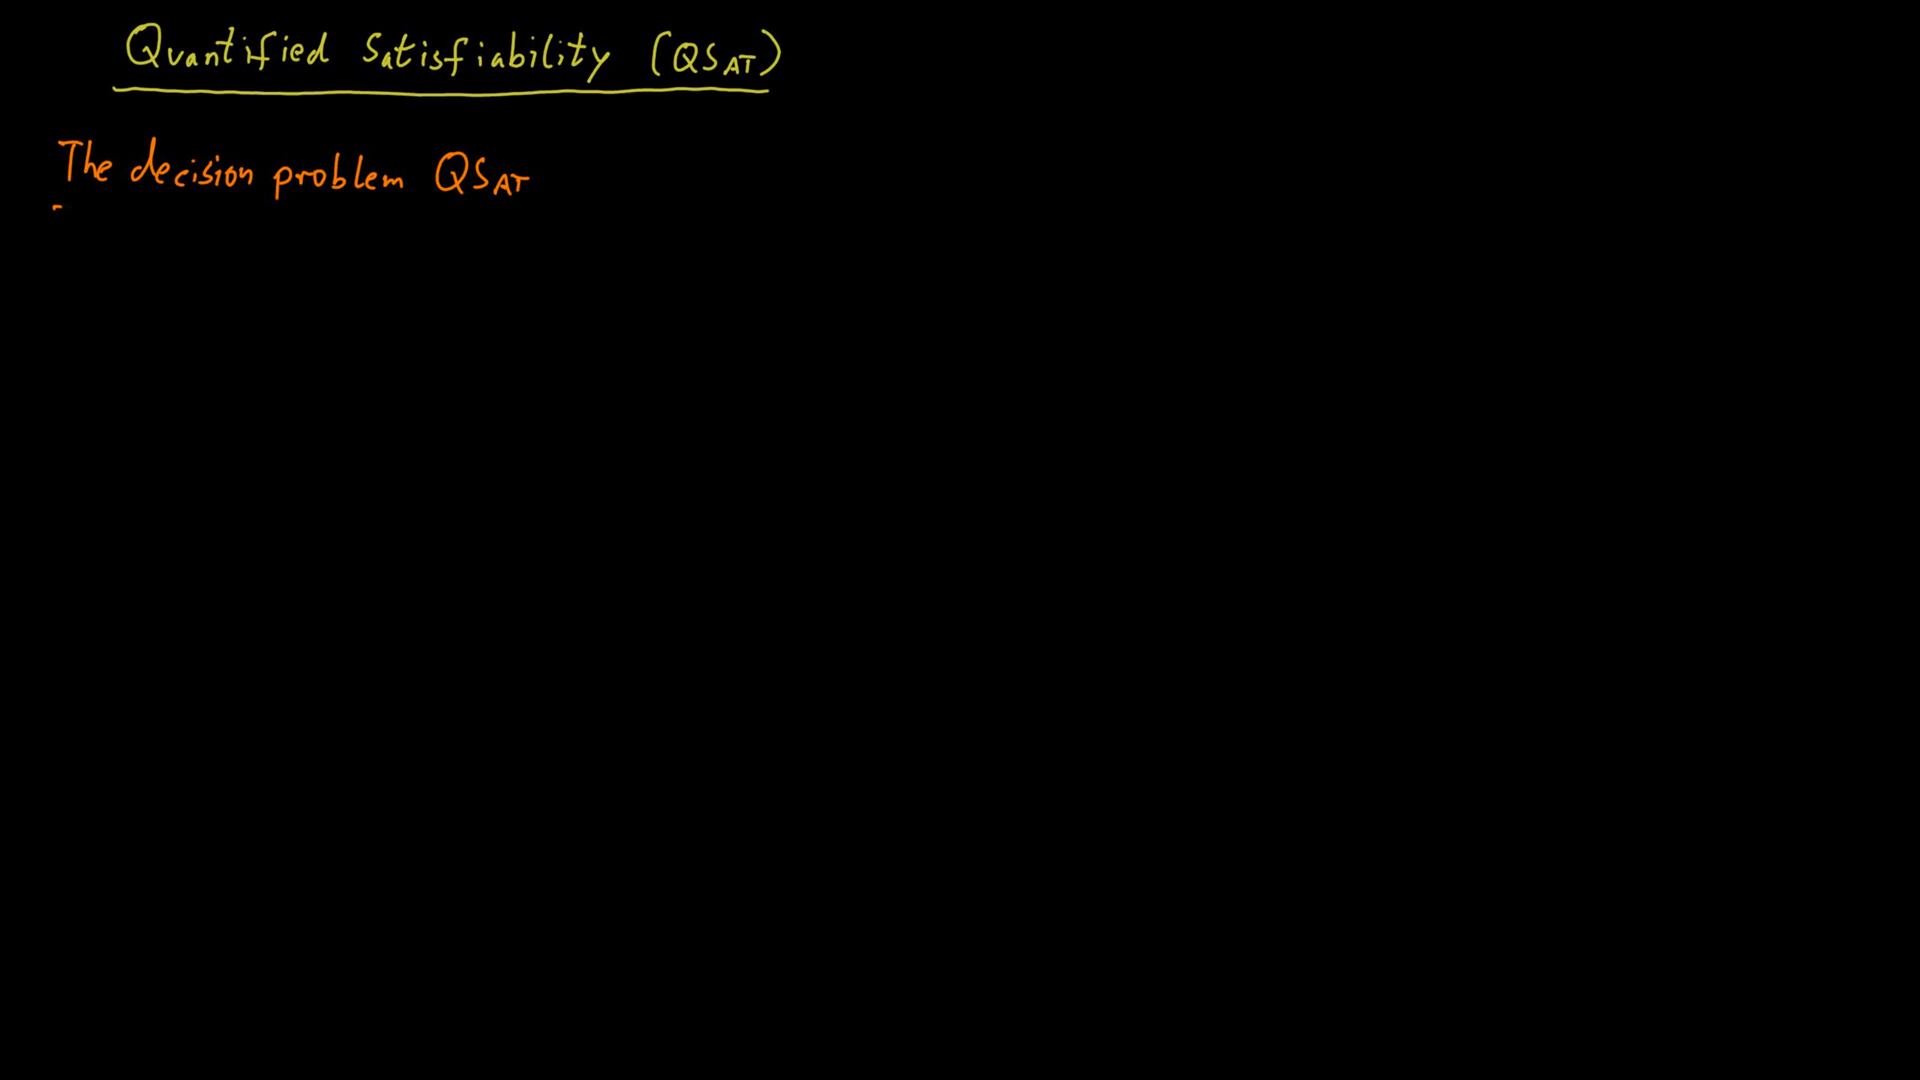 Quantified Satisfiability (QSAT)
The decision problem QSAT